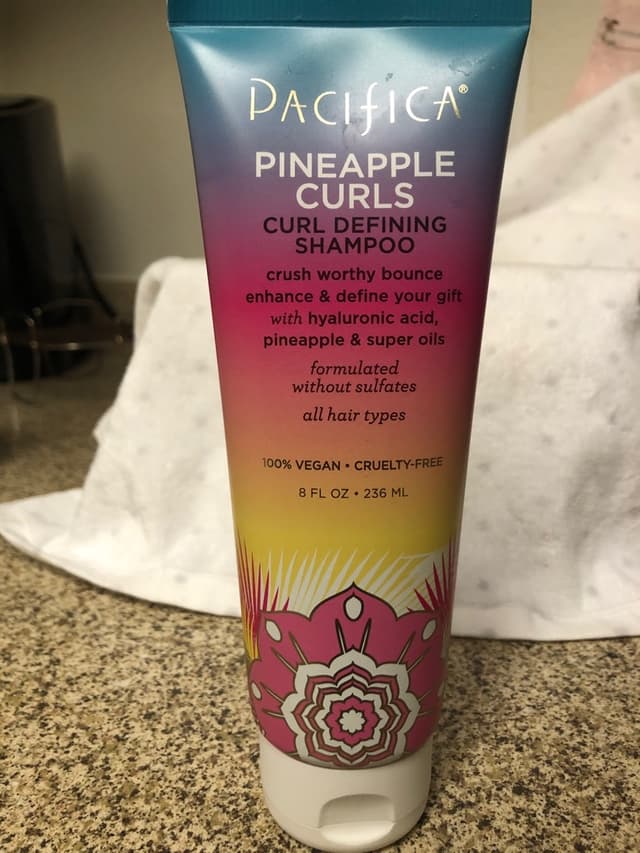 PACIFICA®
PINEAPPLE
CURLS
CURL DEFINING
SHAMPOO
crush worthy bounce
enhance & define your gift
with hyaluronic acid,
pineapple & super oils
formulated
without sulfates
all hair types
100% VEGAN • CRUELTY-FREE
8 FL OZ • 236 ML